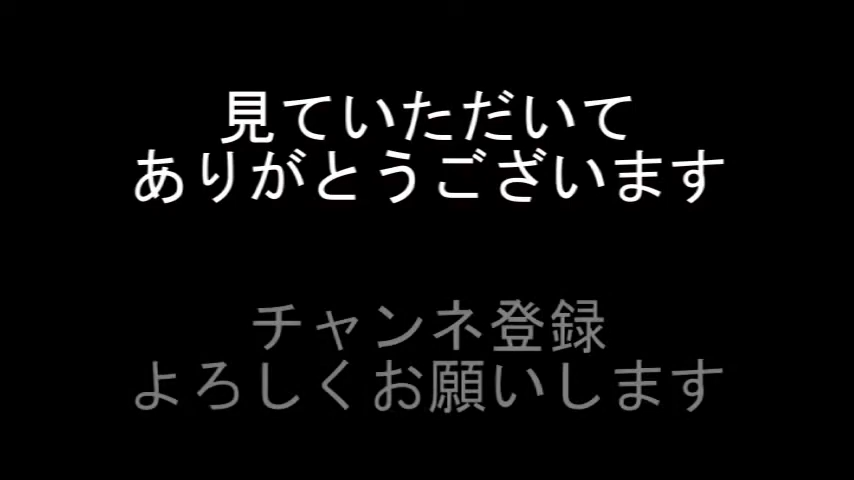 見ていただいて
ありがとうございます
チャンネ登録
よろしくお願いします